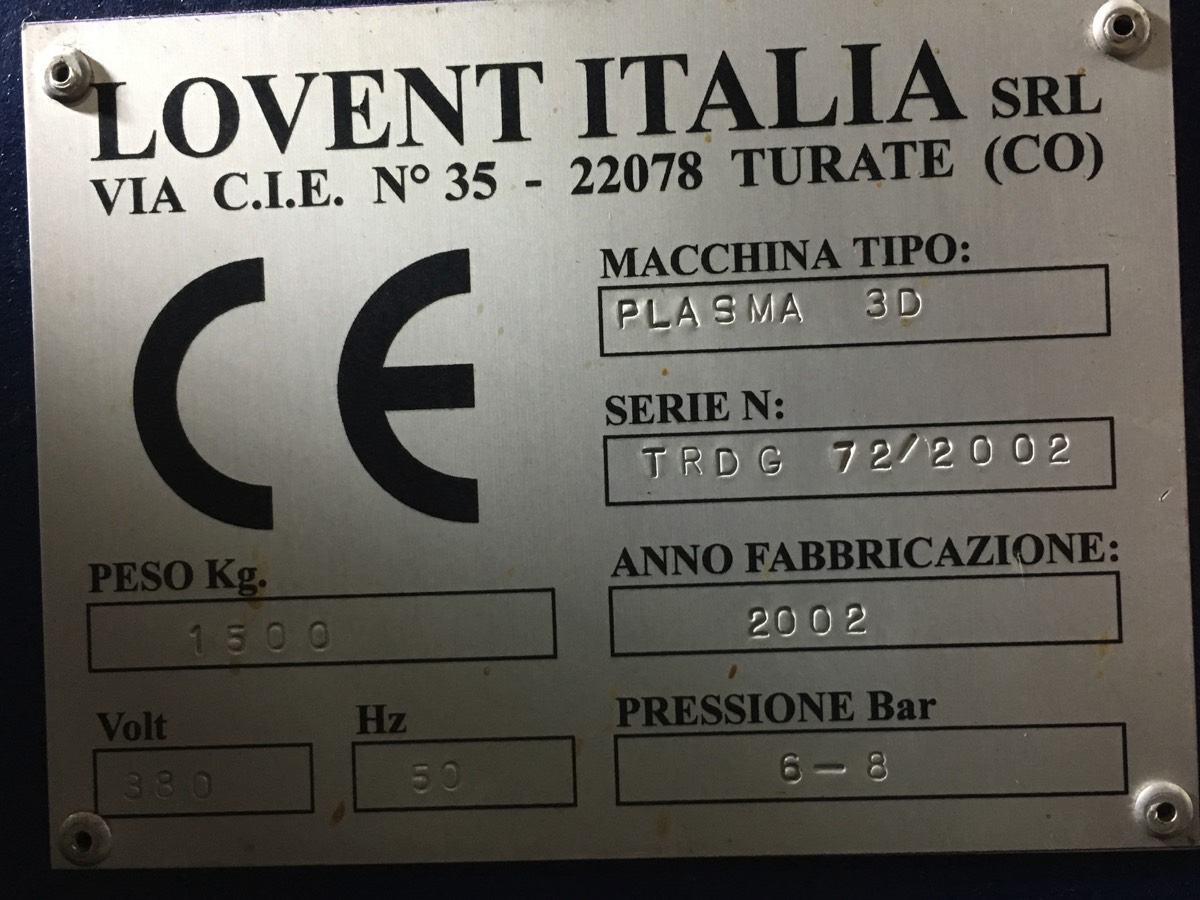 LOVENT ITALIA SRL
VIA C.I.E. N° 35 - 22078 TURATE (CO)
CE
MACCHINA TIPO:
PLASMA 3D
SERIE N:
TRDG 72/2002
PESO Kg.
1500
ANNO FABBRICAZIONE:
2002
Volt
380
Hz
50
PRESSIONE Bar
6-8